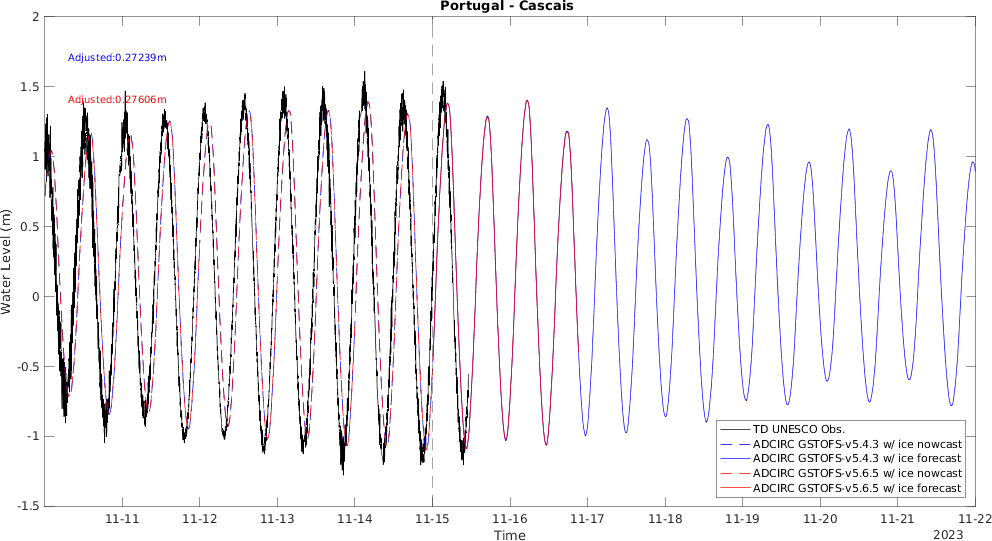 Portugal - Cascais
2
Adjusted:0.27239m
1.5
Adjusted:0.27606m
1
0.5
0
-0.5
-1
-1.5
Water Level (m)
TD UNESCO Obs.
ADCIRC GSTOFS-v5.4.3 w/ ice nowcast
ADCIRC GSTOFS-v5.4.3 w/ ice forecast
ADCIRC GSTOFS-v5.6.5 w/ ice nowcast
ADCIRC GSTOFS-v5.6.5 w/ ice forecast
11-11 11-12 11-13 11-14 11-15 11-16 11-17 11-18 11-19 11-20 11-21 11-22
Time
2023